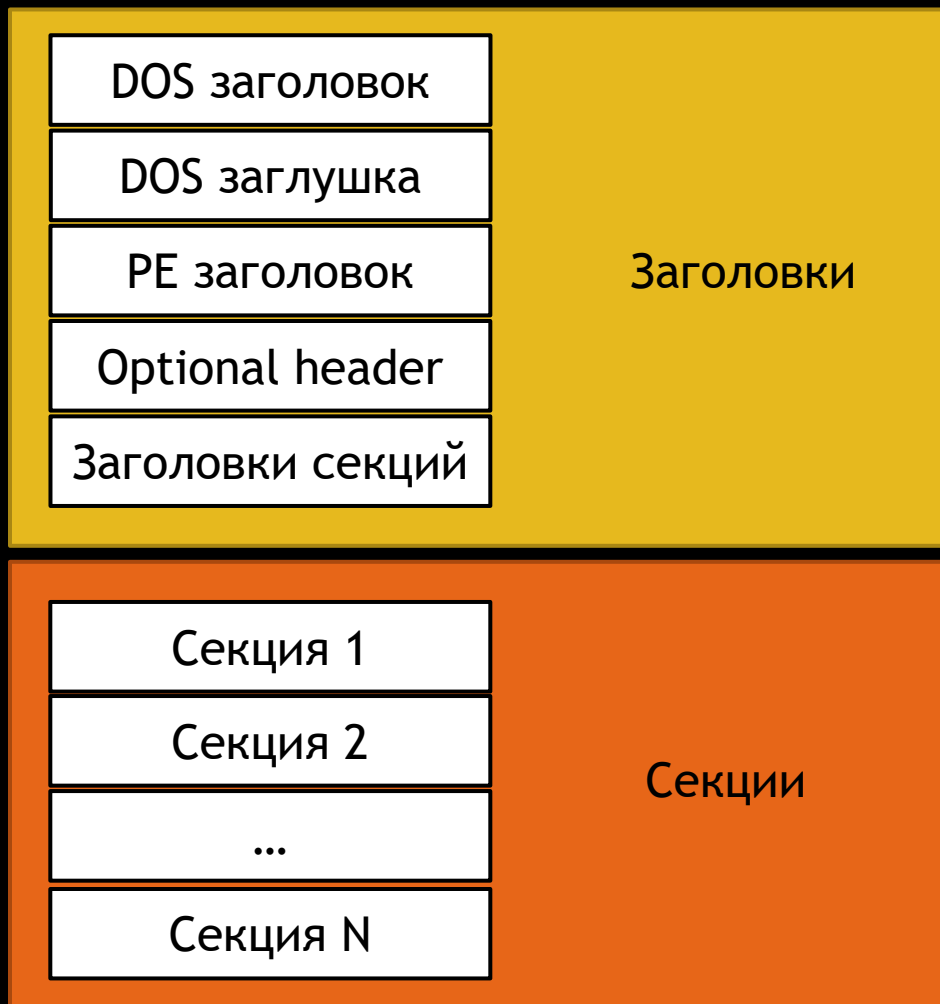 DOS заголовок
DOS заглушка
PE заголовок
Заголовки
Optional header
Заголовки секций
Секция 1
Секция 2
Секции
...
Секция N